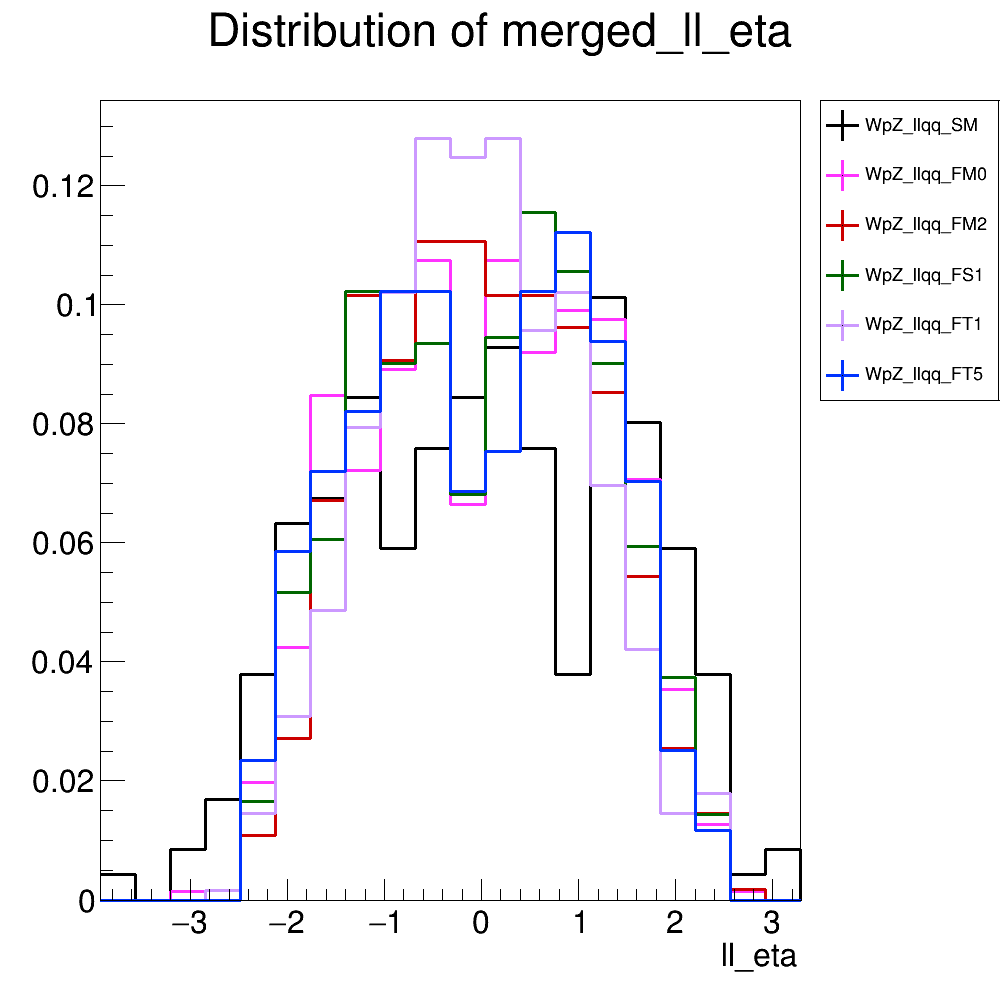 Distribution of merged_ll_eta
WpZ_llqq_SM
WpZ_llqq_FM0
WpZ_llqq_FM2
WpZ_llqq_FS1
WpZ_llqq_FT1
WpZ_llqq_FT5
0.12
0.1
0.08
0.06
0.04
0.02
0
−3 −2 −1 0 1 2 3
ll_eta